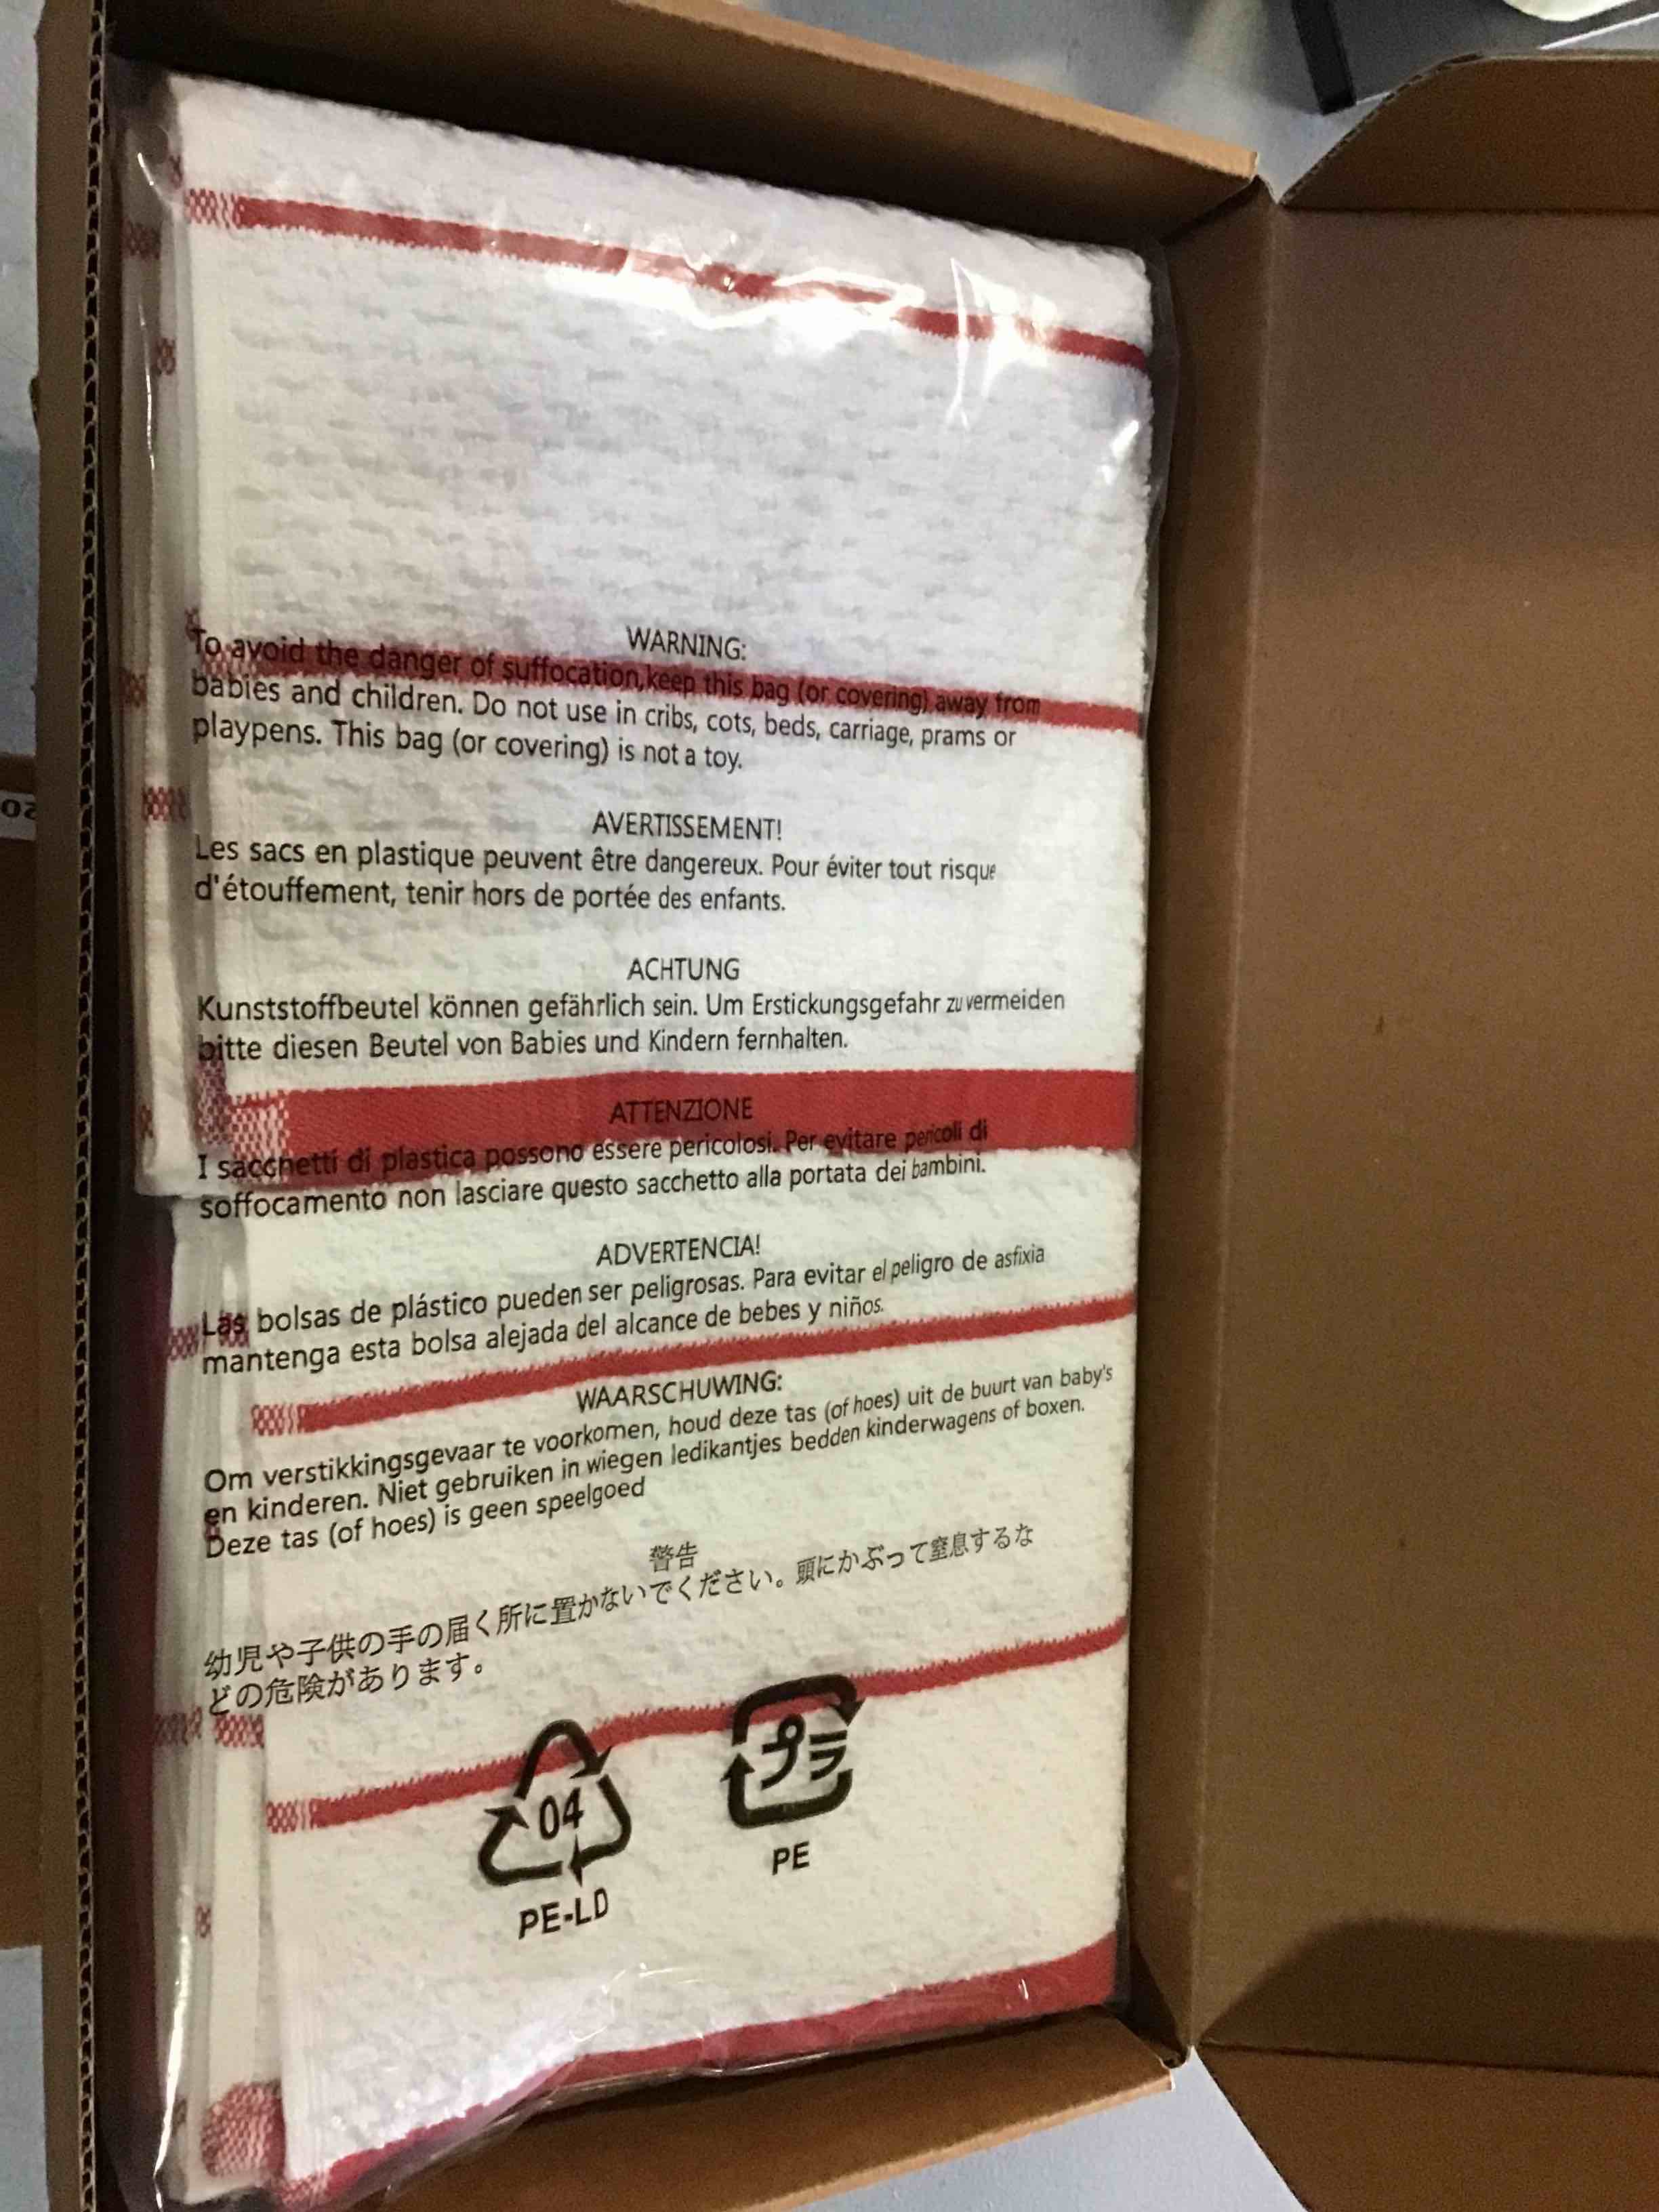 WARNING:
To avoid the danger of suffocation,keep this bag (or covering) away from
babies and children. Do not use in cribs, cots, beds, carriage, prams or
playpens. This bag (or covering) is not a toy.
AVERTISSEMENT!
Les sacs en plastique peuvent être dangereux. Pour éviter tout risque
d'étouffement, tenir hors de portée des enfants.
ACHTUNG
Kunststoffbeutel können gefährlich sein. Um Erstickungsgefahr zu vermeiden
bitte diesen Beutel von Babies und Kindern fernhalten.
ATTENZIONE
I sacchetti di plastica possono essere pericolosi. Per evitare pericoli di
soffocamento non lasciare questo sacchetto alla portata dei bambini.
ADVERTENCIA!
Las bolsas de plástico pueden ser peligrosas. Para evitar el peligro de asfixia
mantenga esta bolsa alejada del alcance de bebes y niños.
WAARSCHUWING:
Om verstikkingsgevaar te voorkomen, houd deze tas (of hoes) uit de buurt van baby's
en kinderen. Niet gebruiken in wiegen ledikantjes bedden kinderwagens of boxen.
Deze tas (of hoes) is geen speelgoed
警告
幼児や子供の手の届く所に置かないでください。頭にかぶって窒息するな
どの危険があります。
04
PE-LD
プラ
PE